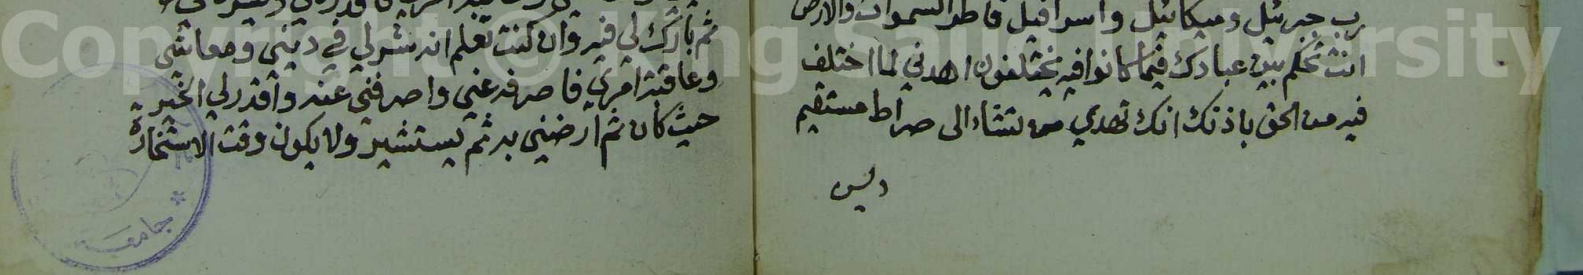 رب جبرئيل وميكائيل واسرافيل فاطر السموات والارض
انت تحكم بين عبادك فيما كانوا فيه يختلفون اهدني لما اختلف
فيه من الحق باذنك انك تهدي من تشاء الى صراط مستقيم
ثم بارك لي فيه وان كنت تعلم انه شر لي في ديني ومعاشي
وعاقبة امري فاصرفه عني واصرفني عنه واقدر لي الخير
حيث كان ثم ارضني به ثم يستشير ولا يكون وقت الاستخارة
جامعة
Copyright © King Saud University